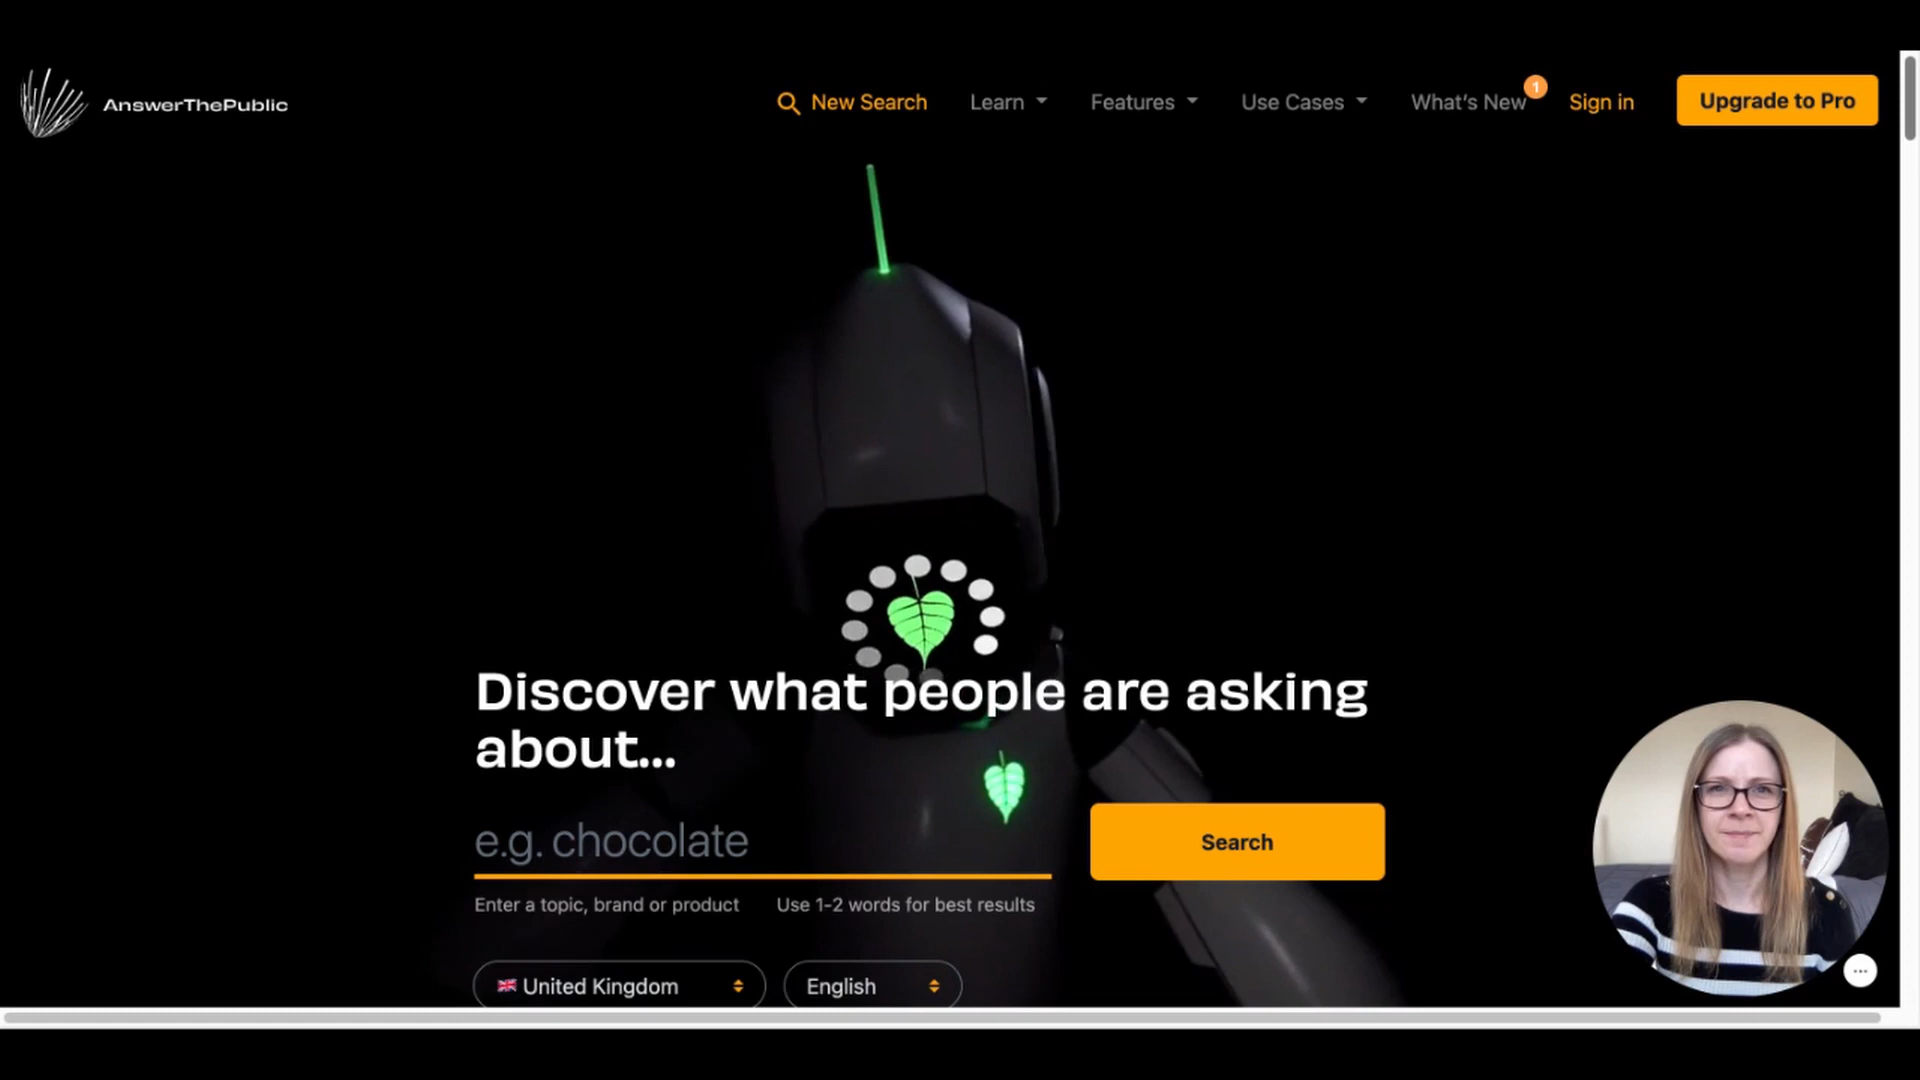 AnswerThePublic
New Search
Learn
Features
Use Cases
What's New
1
Sign in
Upgrade to Pro
Discover what people are asking
about...
e.g. chocolate
Search
Enter a topic, brand or product
Use 1-2 words for best results
United Kingdom
English